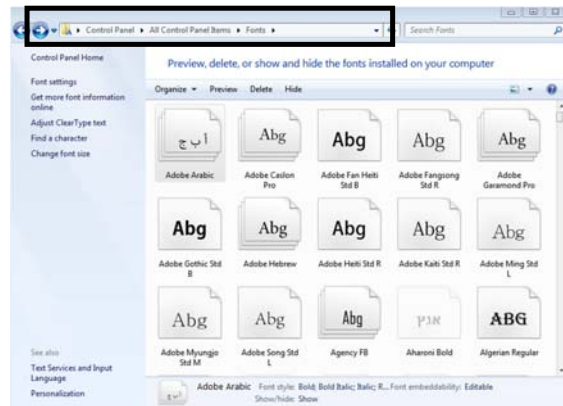 Control Panel ▸ All Control Panel Items ▸ Fonts ▸
Search Fonts
Control Panel Home
Font settings
Get more font information
online
Adjust ClearType text
Find a character
Change font size
See also
Text Services and Input
Language
Personalization
Preview, delete, or show and hide the fonts installed on your computer
Organize Preview Delete Hide
أ ب ج Abg Abg Abg Abg
Adobe Arabic
Adobe Caslon
Pro
Adobe Fan Heiti
Std B
Adobe Fangsong
Std R
Adobe
Garamond Pro
Abg Abg Abg Abg Abg
Adobe Gothic Std
B
Adobe Hebrew
Adobe Heiti Std R
Adobe Kaiti Std R
Adobe Ming Std
L
Abg Abg Abg אבג ABG
Adobe Myungjo
Std M
Adobe Song Std
L
Agency FB
Aharoni Bold
Algerian Regular
أ ب ج
Adobe Arabic Font style: Bold; Bold Italic; Italic; R... Font embeddability: Editable
Show/hide: Show